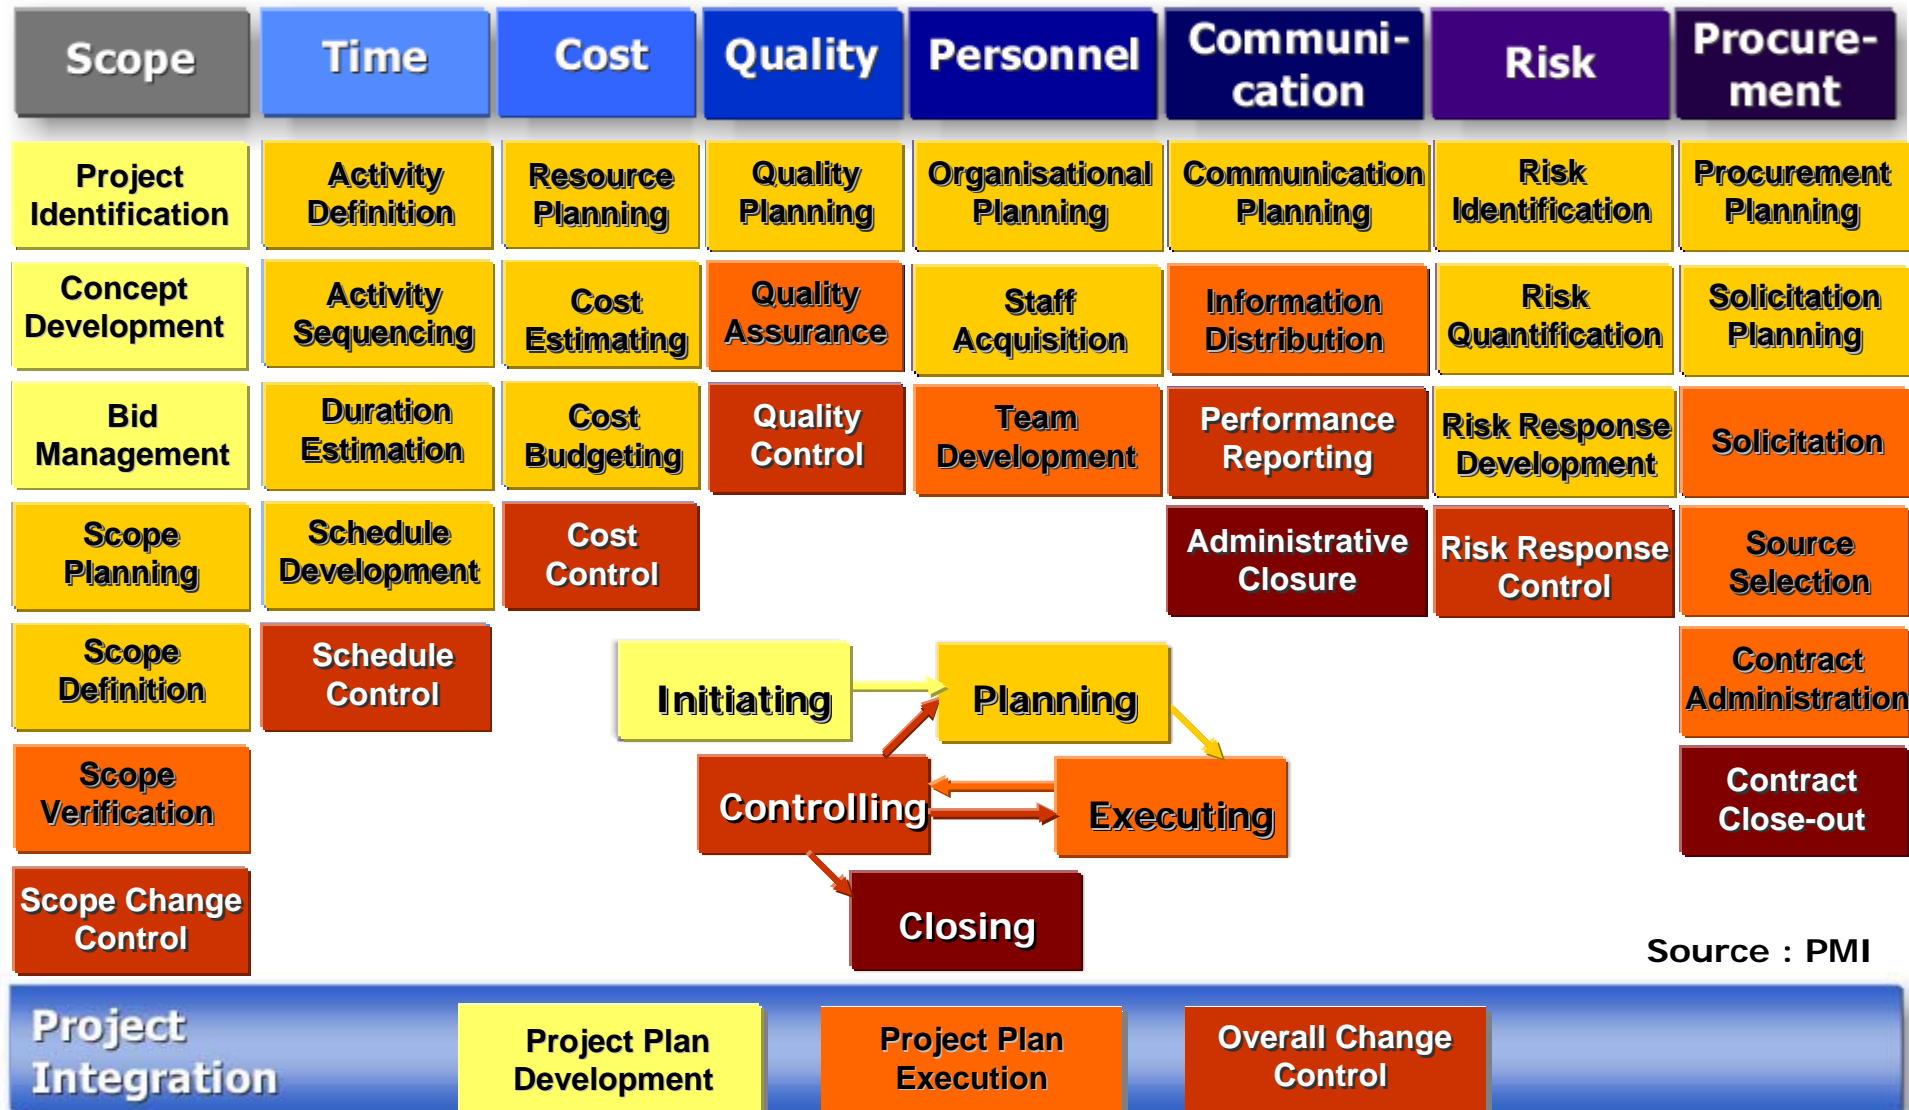 Scope
Time
Cost
Quality
Personnel
Communi-
cation
Risk
Procure-
ment
Project
Identification
Activity
Definition
Resource
Planning
Quality
Planning
Organisational
Planning
Communication
Planning
Risk
Identification
Procurement
Planning
Concept
Development
Activity
Sequencing
Cost
Estimating
Quality
Assurance
Staff
Acquisition
Information
Distribution
Risk
Quantification
Solicitation
Planning
Bid
Management
Duration
Estimation
Cost
Budgeting
Quality
Control
Team
Development
Performance
Reporting
Risk Response
Development
Solicitation
Scope
Planning
Schedule
Development
Cost
Control
Administrative
Closure
Risk Response
Control
Source
Selection
Scope
Definition
Schedule
Control
Initiating
Planning
Contract
Administration
Scope
Verification
Controlling
Executing
Contract
Close-out
Scope Change
Control
Closing
Source : PMI
Project
Integration
Project Plan
Development
Project Plan
Execution
Overall Change
Control